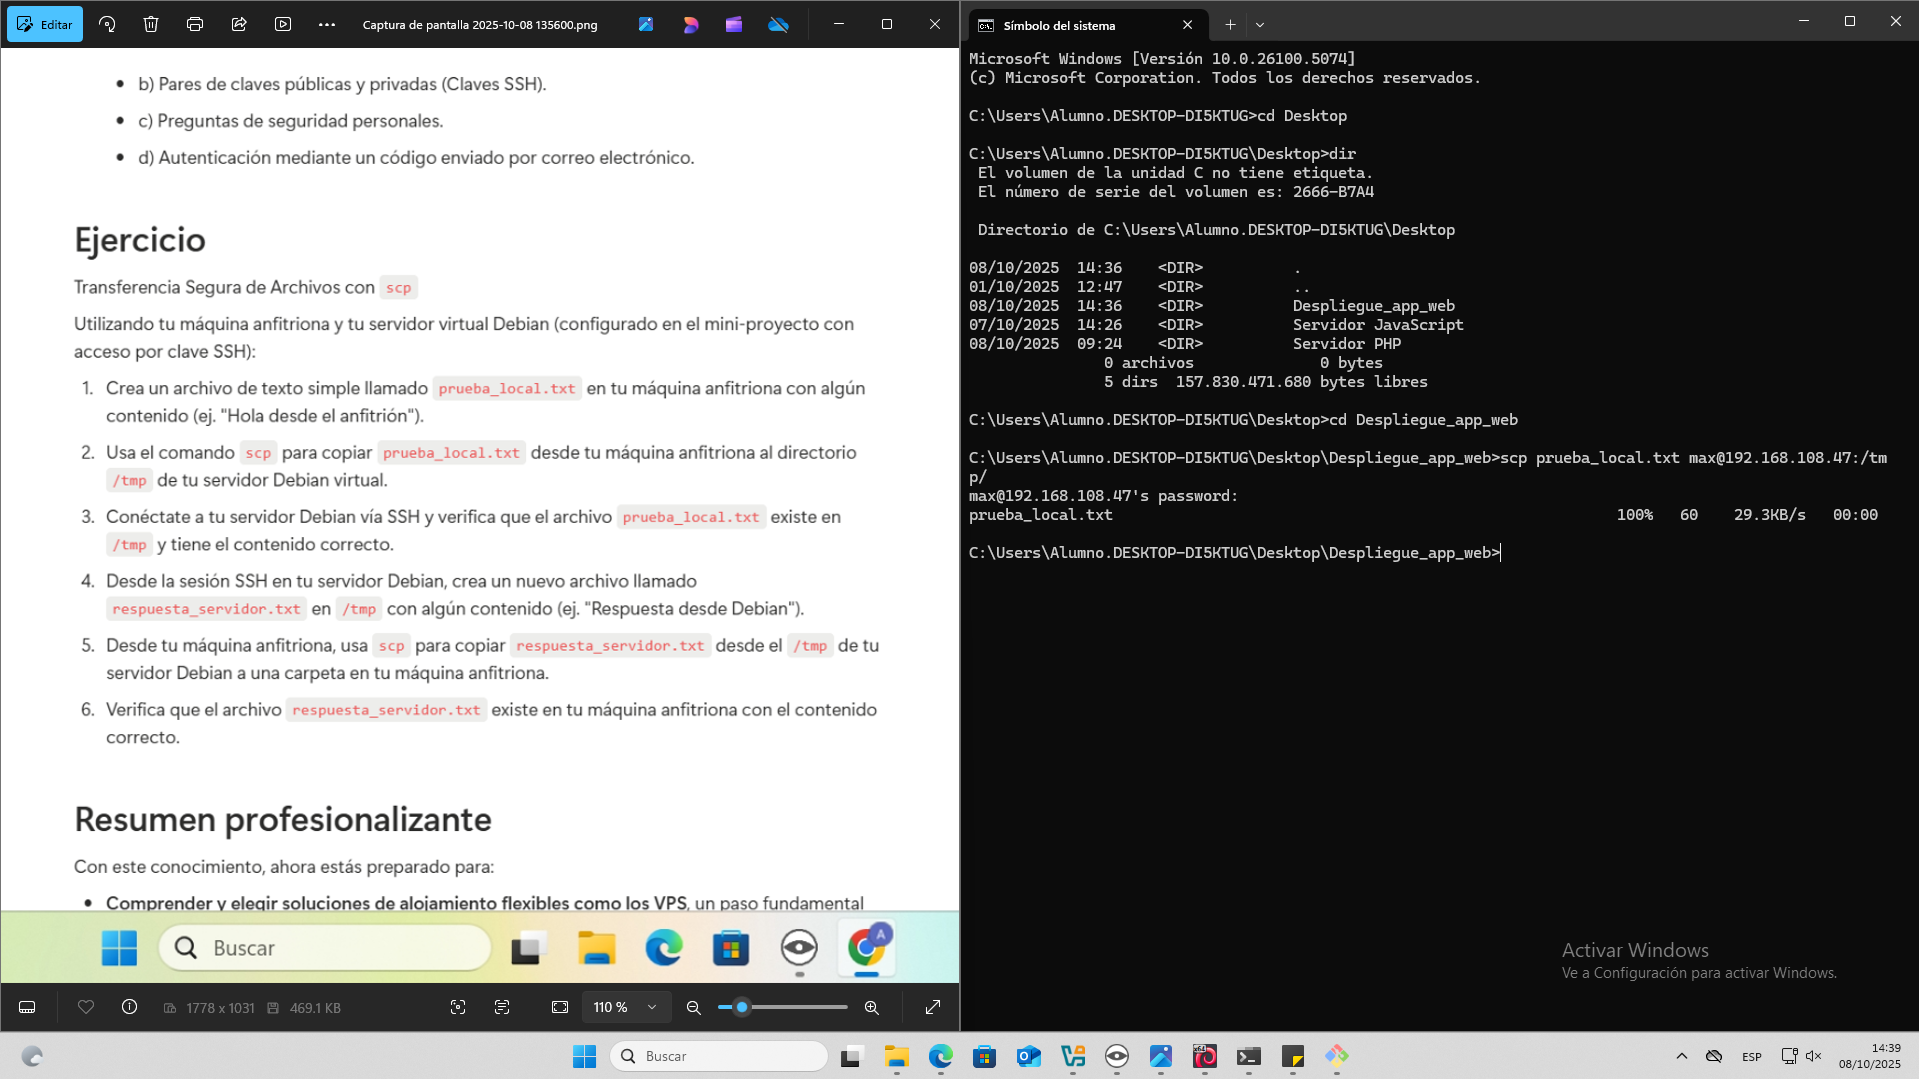 Editar
Captura de pantalla 2025-10-08 135600.png
b) Pares de claves públicas y privadas (Claves SSH).
c) Preguntas de seguridad personales.
d) Autenticación mediante un código enviado por correo electrónico.
Ejercicio
Transferencia Segura de Archivos con scp
Utilizando tu máquina anfitriona y tu servidor virtual Debian (configurado en el mini-proyecto con
acceso por clave SSH):
1. Crea un archivo de texto simple llamado prueba_local.txt en tu máquina anfitriona con algún
contenido (ej. "Hola desde el anfitrión").
2. Usa el comando scp para copiar prueba_local.txt desde tu máquina anfitriona al directorio
/tmp de tu servidor Debian virtual.
3. Conéctate a tu servidor Debian vía SSH y verifica que el archivo prueba_local.txt existe en
/tmp y tiene el contenido correcto.
4. Desde la sesión SSH en tu servidor Debian, crea un nuevo archivo llamado
respuesta_servidor.txt en /tmp con algún contenido (ej. "Respuesta desde Debian").
5. Desde tu máquina anfitriona, usa scp para copiar respuesta_servidor.txt desde el /tmp de tu
servidor Debian a una carpeta en tu máquina anfitriona.
6. Verifica que el archivo respuesta_servidor.txt existe en tu máquina anfitriona con el contenido
correcto.
Resumen profesionalizante
Con este conocimiento, ahora estás preparado para:
Comprender y elegir soluciones de alojamiento flexibles como los VPS, un paso fundamental
Buscar
A
1778 x 1031
469.1 KB
110 %
Símbolo del sistema
Microsoft Windows [Versión 10.0.26100.5074]
(c) Microsoft Corporation. Todos los derechos reservados.
C:\Users\Alumno.DESKTOP-DI5KTUG>cd Desktop
C:\Users\Alumno.DESKTOP-DI5KTUG\Desktop>dir
El volumen de la unidad C no tiene etiqueta.
El número de serie del volumen es: 2666-B7A4
Directorio de C:\Users\Alumno.DESKTOP-DI5KTUG\Desktop
08/10/2025  14:36    <DIR>          .
01/10/2025  12:47    <DIR>          ..
08/10/2025  14:36    <DIR>          Despliegue_app_web
07/10/2025  14:26    <DIR>          Servidor JavaScript
08/10/2025  09:24    <DIR>          Servidor PHP
0 archivos              0 bytes
5 dirs  157.830.471.680 bytes libres
C:\Users\Alumno.DESKTOP-DI5KTUG\Desktop>cd Despliegue_app_web
C:\Users\Alumno.DESKTOP-DI5KTUG\Desktop\Despliegue_app_web>scp prueba_local.txt max@192.168.108.47:/tm
p/
max@192.168.108.47's password:
prueba_local.txt 100% 60 29.3KB/s 00:00
C:\Users\Alumno.DESKTOP-DI5KTUG\Desktop\Despliegue_app_web>
Activar Windows
Ve a Configuración para activar Windows.
Buscar
x64
ESP
14:39
08/10/2025